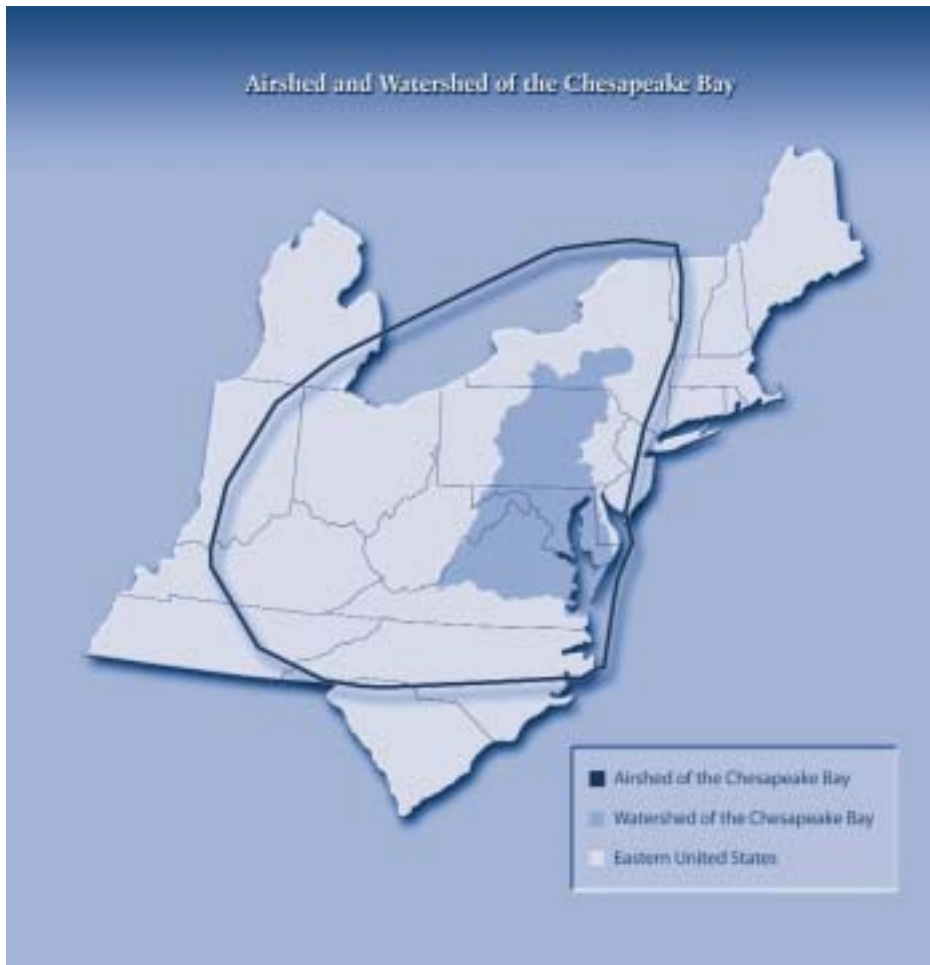 Airshed and Watershed of the Chesapeake Bay
Airshed of the Chesapeake Bay
Watershed of the Chesapeake Bay
Eastern United States